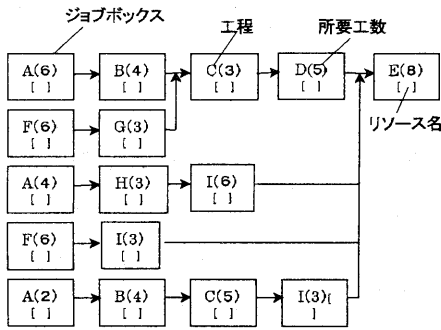 ジョブボックス
工程
所要工数
A(6)
[ ]
B(4)
[ ]
C(3)
[ ]
D(5)
[ ]
E(8)
[ ]
リソース名
F(6)
[ ]
G(3)
[ ]
A(4)
[ ]
H(3)
[ ]
I(6)
[ ]
F(6)
[ ]
I(3)
[ ]
A(2)
[ ]
B(4)
[ ]
C(5)
[ ]
I(3)[
[ ]